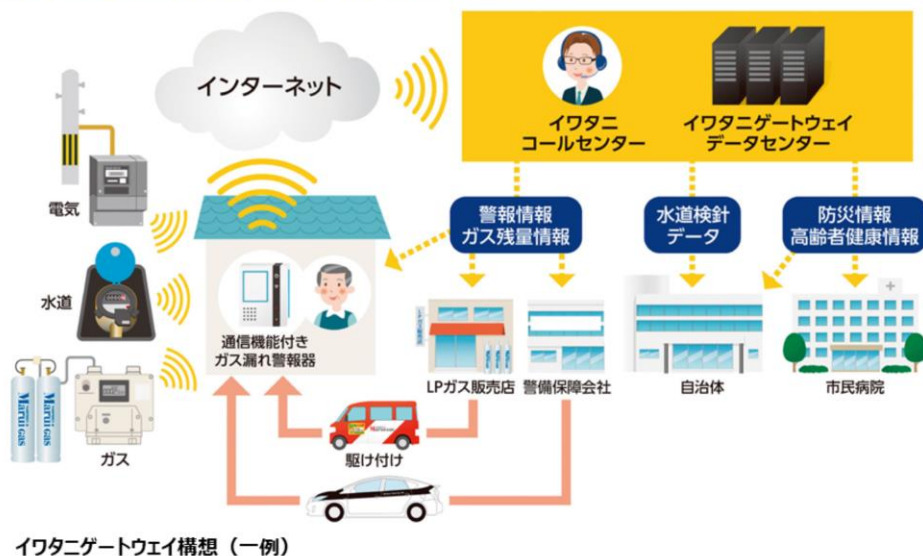 インターネット
イワタニ
コールセンター
イワタニゲートウェイ
データセンター
電気
警報情報
ガス残量情報
水道検針
データ
防災情報
高齢者健康情報
水道
通信機能付き
ガス漏れ警報器
LPガス販売店
警備保障会社
自治体
市民病院
Marui gas
Marui gas
ガス
駆け付け
イワタニゲートウェイ構想（一例）